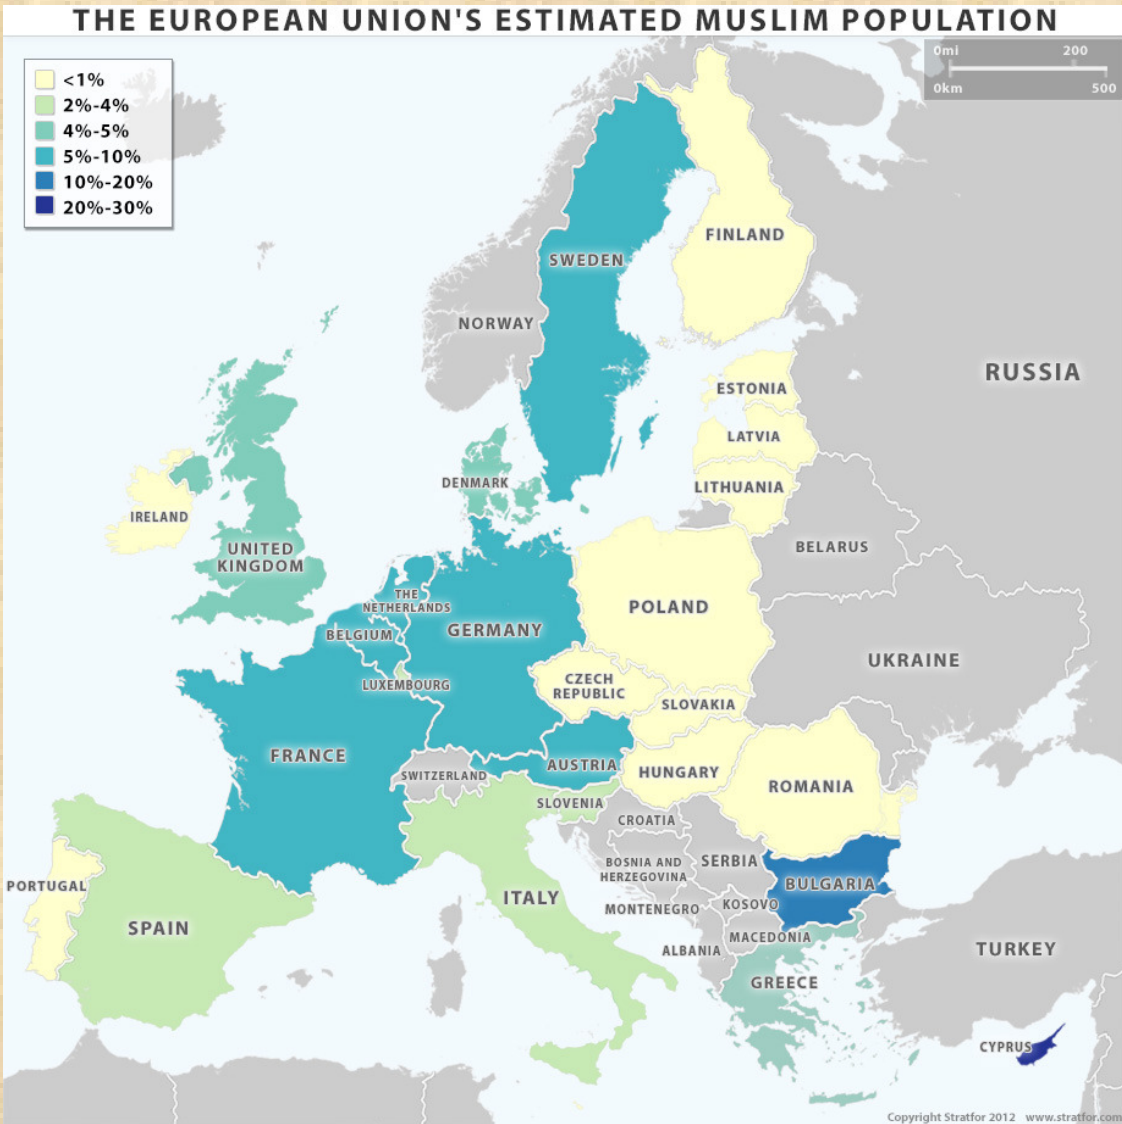 THE EUROPEAN UNION'S ESTIMATED MUSLIM POPULATION
<1%
2%-4%
4%-5%
5%-10%
10%-20%
20%-30%
0mi 200
0km 500
FINLAND
SWEDEN
NORWAY
RUSSIA
ESTONIA
LATVIA
LITHUANIA
DENMARK
IRELAND
UNITED
KINGDOM
BELARUS
THE
NETHERLANDS
POLAND
GERMANY
BELGIUM
UKRAINE
LUXEMBOURG
CZECH
REPUBLIC
SLOVAKIA
FRANCE
SWITZERLAND
AUSTRIA
HUNGARY
ROMANIA
SLOVENIA
CROATIA
BOSNIA AND
HERZEGOVINA
SERBIA
PORTUGAL
BULGARIA
ITALY
KOSOVO
MONTENEGRO
SPAIN
MACEDONIA
ALBANIA
TURKEY
GREECE
CYPRUS
Copyright Stratfor 2012 www.stratfor.com